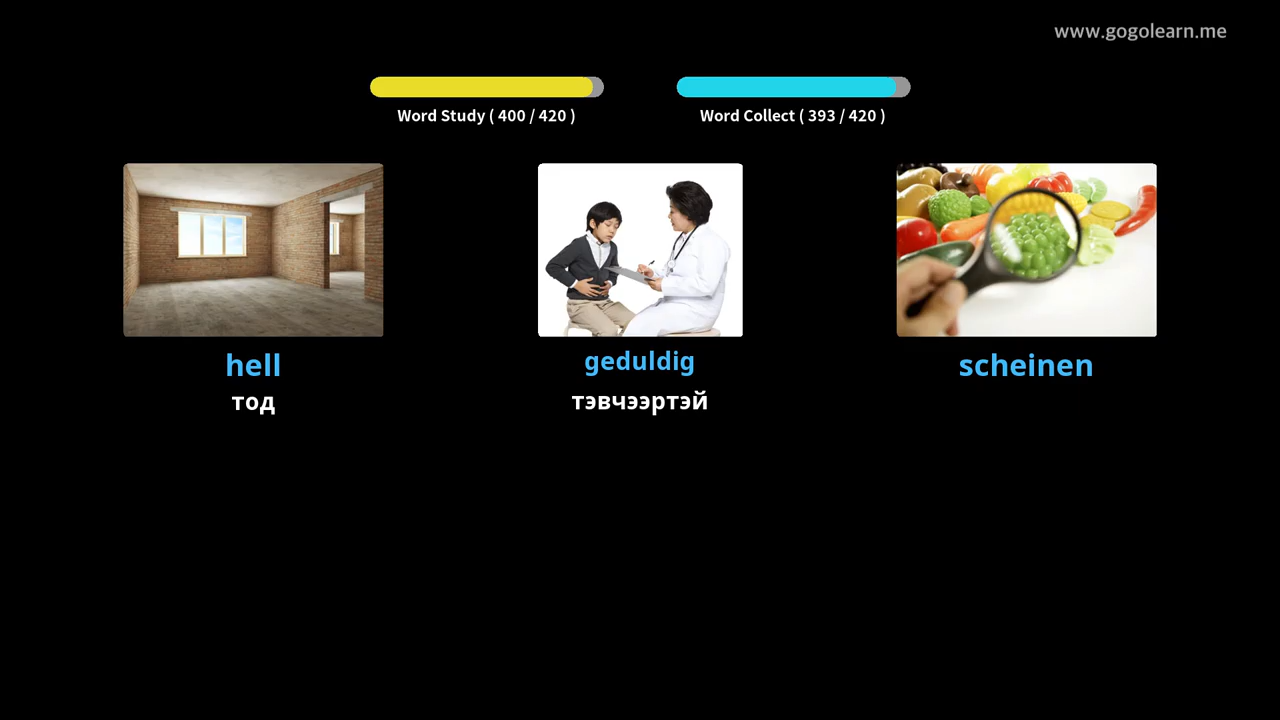 www.gogolearn.me
Word Study ( 400 / 420 )
Word Collect ( 393 / 420 )
hell
тод
geduldig
тэвчээртэй
scheinen